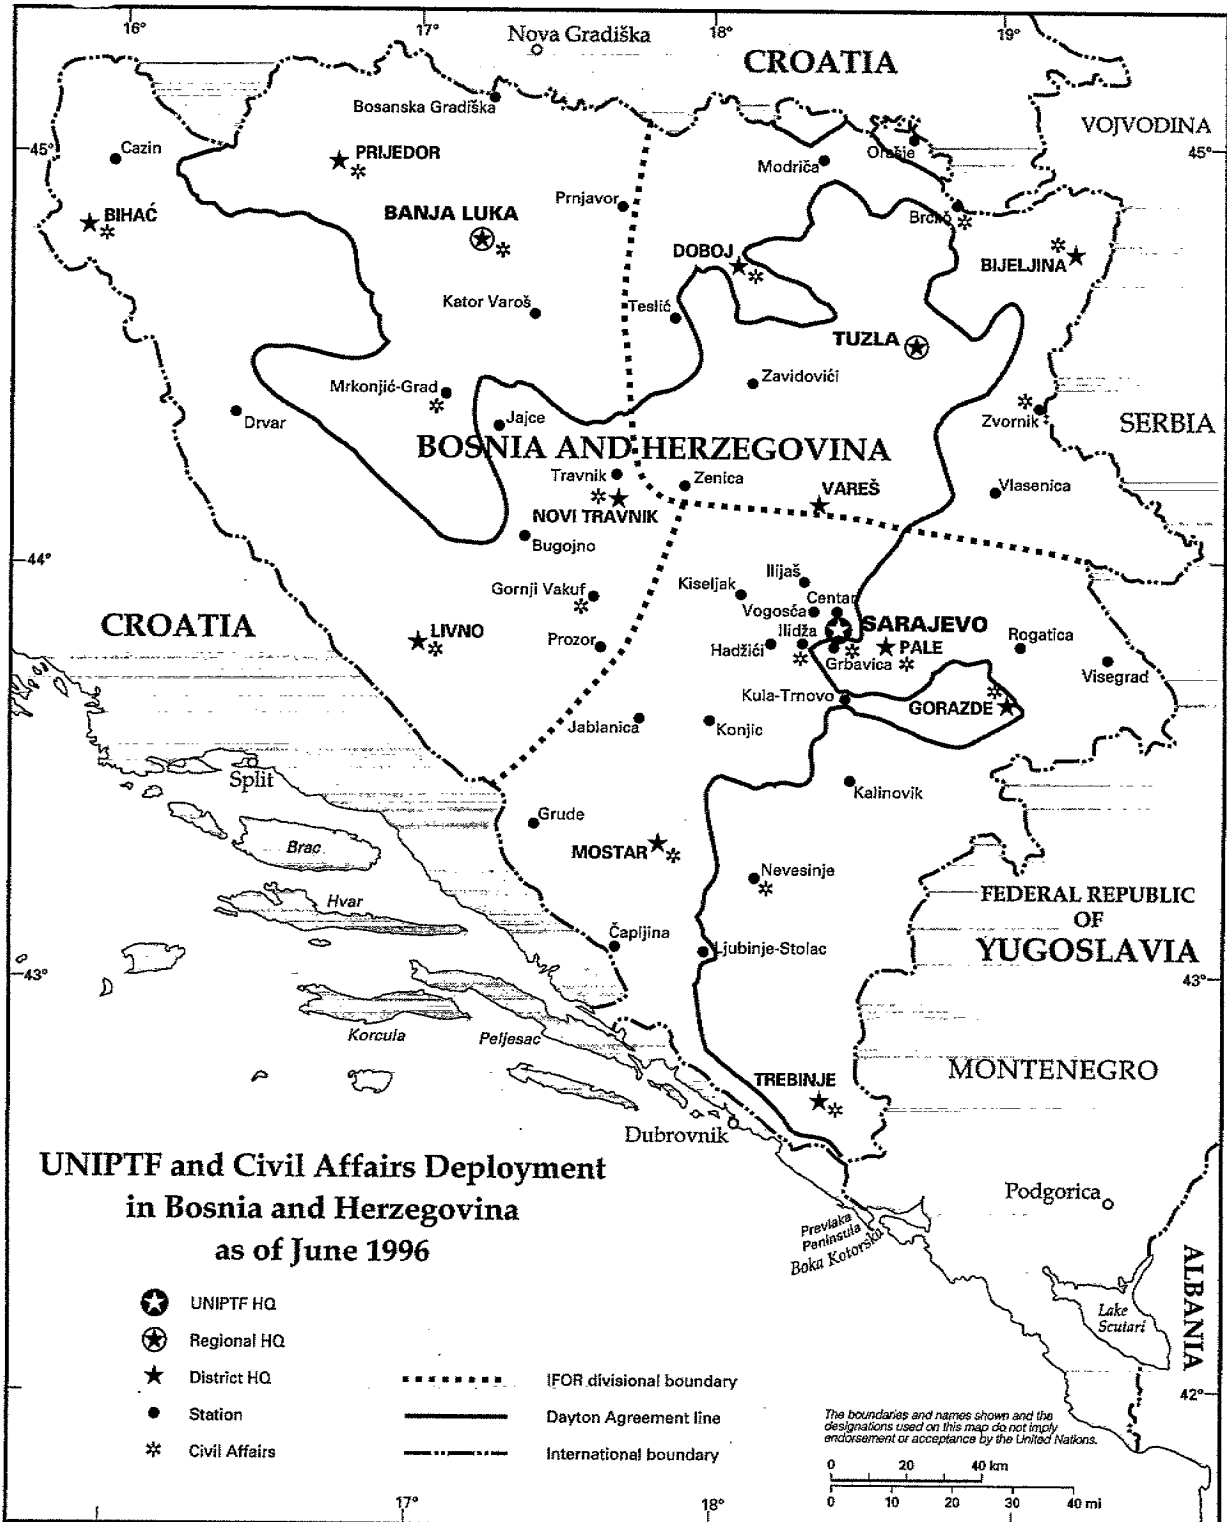 16°
17°
18°
19°
Nova Gradiška
CROATIA
Bosanska Gradiška
VOJVODINA
45°
Cazin
PRIJEDOR
Modriča
Orašje
45°
BIHAĆ
BANJA LUKA
Prnjavor
Brčko
DOBOJ
BIJELJINA
Kator Varoš
Teslić
TUZLA
Mrkonjić-Grad
Zavidovići
Drvar
Jajce
Zvornik
SERBIA
BOSNIA AND HERZEGOVINA
Travnik
Zenica
VAREŠ
Vlasenica
NOVI TRAVNIK
Bugojno
44°
44°
Gornji Vakuf
Kiseljak
Ilijaš
Centar
Vogosća
CROATIA
LIVNO
Prozor
Hadžići
Ilidža
SARAJEVO
PALE
Rogatica
Grbavica
Visegrad
Kula-Trnovo
GORAZDE
Jablanica
Konjic
Split
Kalinovik
Grude
Brac
MOSTAR
Nevesinje
Hvar
FEDERAL REPUBLIC
OF
YUGOSLAVIA
Čapljina
Ljubinje-Stolac
43°
43°
Korcula
Peljesac
TREBINJE
MONTENEGRO
Dubrovnik
UNIPTF and Civil Affairs Deployment
in Bosnia and Herzegovina
as of June 1996
Podgorica
Prevlaka
Peninsula
Boka Kotorska
ALBANIA
Lake
Scutari
UNIPTF HQ
Regional HQ
District HQ
Station
Civil Affairs
IFOR divisional boundary
Dayton Agreement line
International boundary
42°
The boundaries and names shown and the
designations used on this map do not imply
endorsement or acceptance by the United Nations.
0 20 40 km
0 10 20 30 40 mi
17°
18°